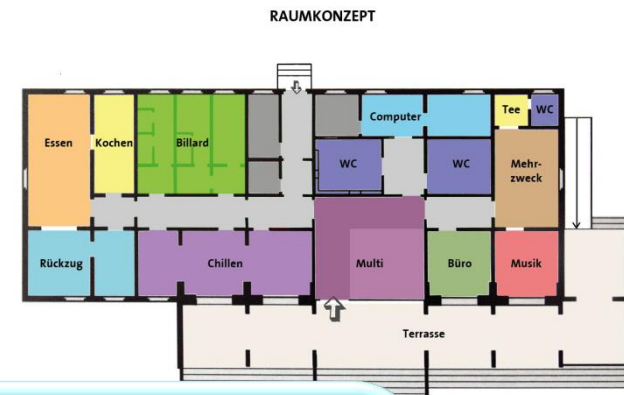 RAUMKONZEPT
Essen
Kochen
Billard
Computer
Tee
WC
WC
WC
Mehr-
zweck
Rückzug
Chillen
Multi
Büro
Musik
Terrasse